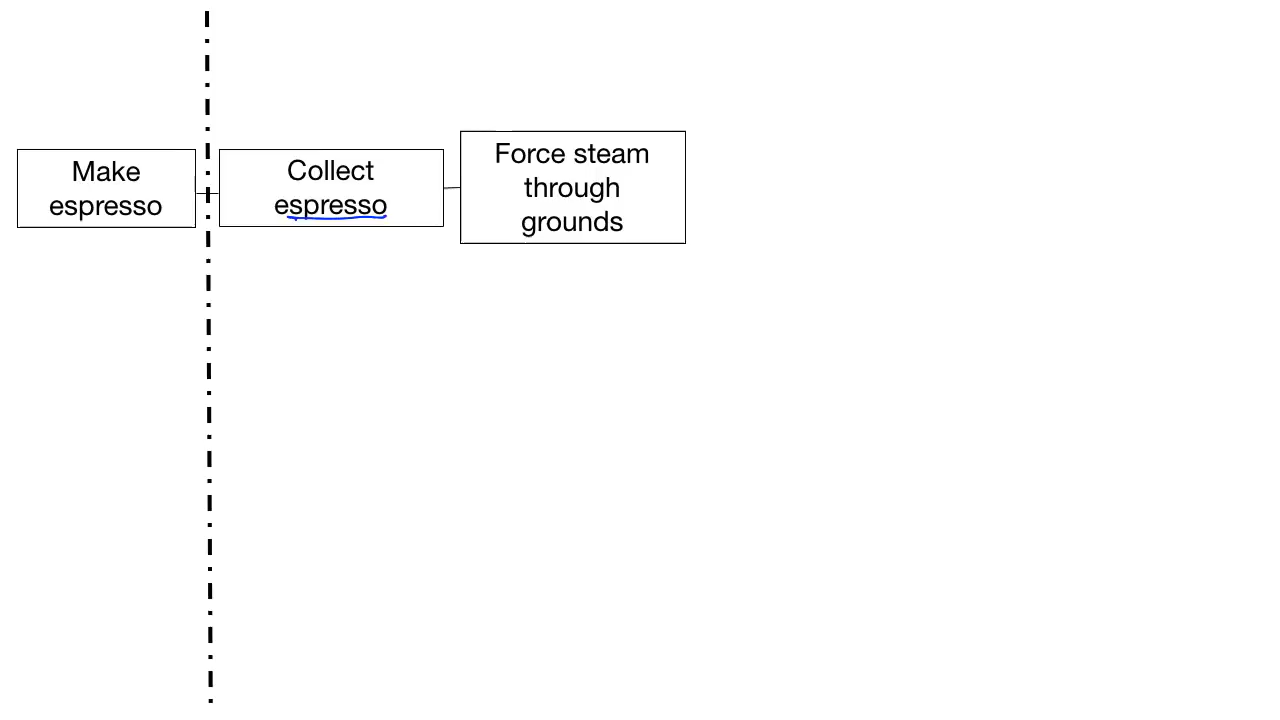 Make
espresso
Collect
espresso
Force steam
through
grounds